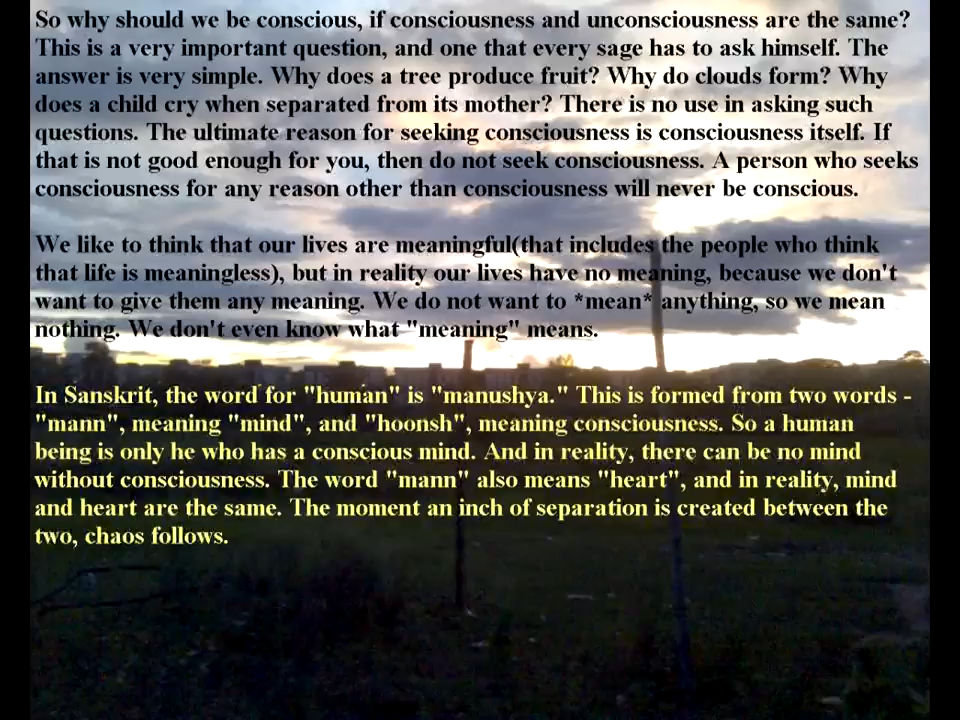 So why should we be conscious, if consciousness and unconsciousness are the same?
This is a very important question, and one that every sage has to ask himself. The
answer is very simple. Why does a tree produce fruit? Why do clouds form? Why
does a child cry when separated from its mother? There is no use in asking such
questions. The ultimate reason for seeking consciousness is consciousness itself. If
that is not good enough for you, then do not seek consciousness. A person who seeks
consciousness for any reason other than consciousness will never be conscious.
We like to think that our lives are meaningful(that includes the people who think
that life is meaningless), but in reality our lives have no meaning, because we don't
want to give them any meaning. We do not want to *mean* anything, so we mean
nothing. We don't even know what "meaning" means.
In Sanskrit, the word for "human" is "manushya." This is formed from two words -
"mann", meaning "mind", and "hoonsh", meaning consciousness. So a human
being is only he who has a conscious mind. And in reality, there can be no mind
without consciousness. The word "mann" also means "heart", and in reality, mind
and heart are the same. The moment an inch of separation is created between the
two, chaos follows.